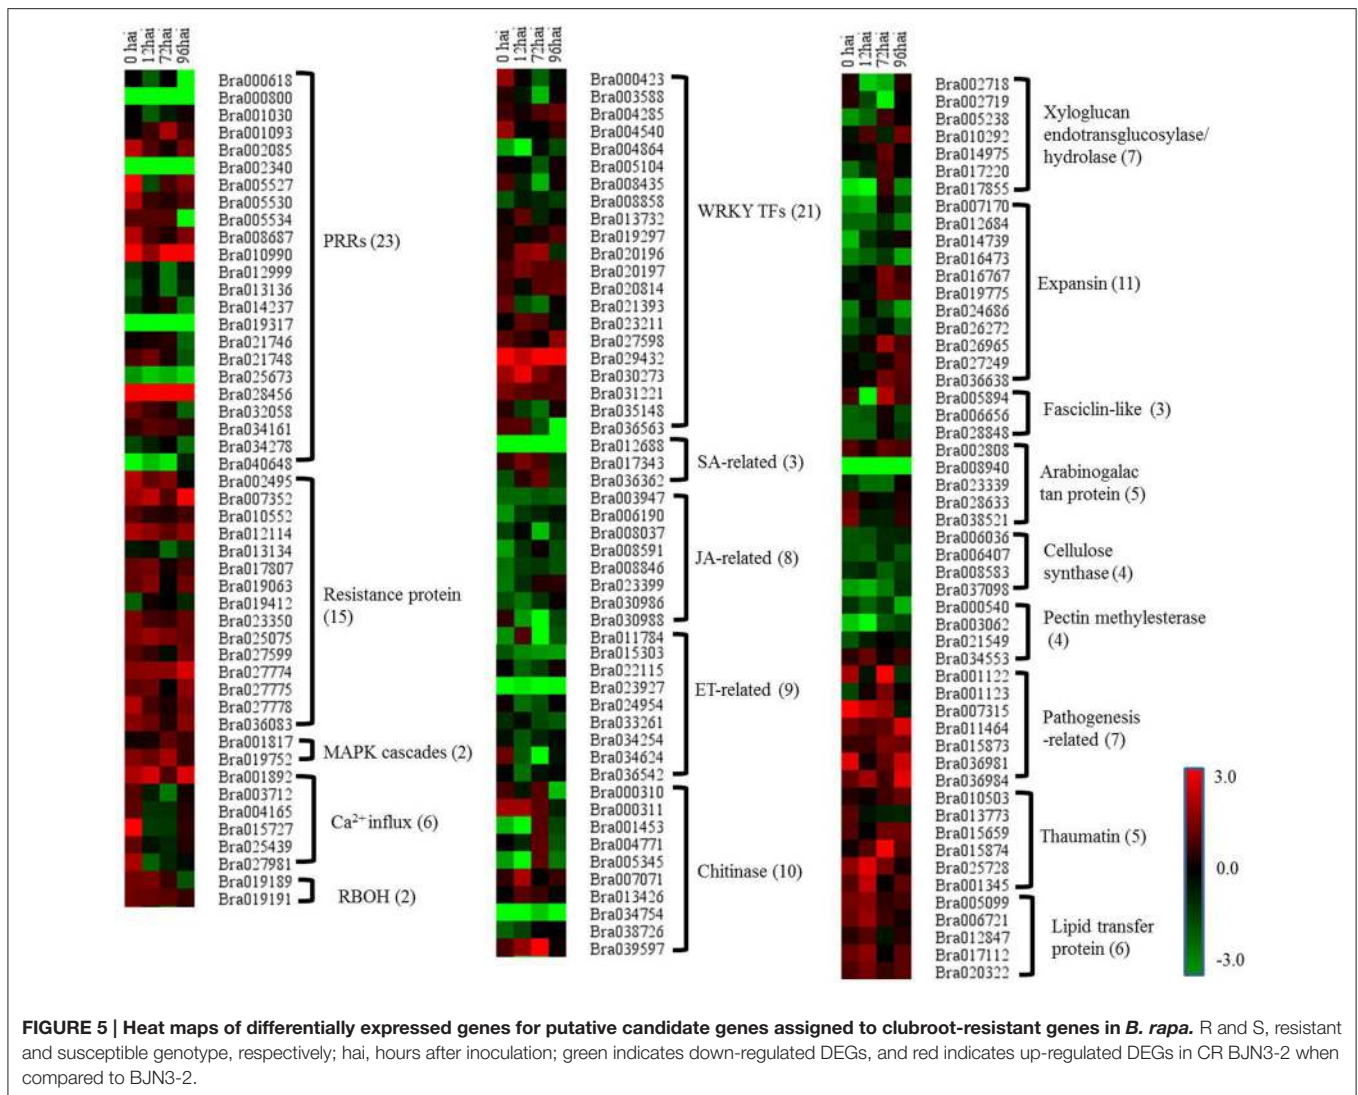 0 hai 12hai 72hai 96hai
Bra000618
Bra000800
Bra001030
Bra001093
Bra002085
Bra002340
Bra005527
Bra005530
Bra005534
Bra008687
Bra010990
Bra012999
Bra013136
Bra014237
Bra019317
Bra021746
Bra021748
Bra025673
Bra028456
Bra032058
Bra034161
Bra034278
Bra040648
PRRs (23)
Bra002495
Bra007352
Bra010552
Bra012114
Bra013134
Bra017807
Bra019063
Bra019412
Bra023350
Bra025075
Bra027599
Bra027774
Bra027775
Bra027778
Bra036083
Resistance protein
(15)
Bra001817
Bra019752
MAPK cascades (2)
Bra001892
Bra003712
Bra004165
Bra015727
Bra025439
Bra027981
Ca2+ influx (6)
Bra019189
Bra019191
RBOH (2)
0 hai 12hai 72hai 96hai
Bra000423
Bra003588
Bra004285
Bra004540
Bra004864
Bra005104
Bra008435
Bra008858
Bra013732
Bra019297
Bra020196
Bra020197
Bra020814
Bra021393
Bra023211
Bra027598
Bra029432
Bra030273
Bra031221
Bra035148
Bra036563
WRKY TFs (21)
Bra012688
Bra017343
Bra036362
SA-related (3)
Bra003947
Bra006190
Bra008037
Bra008591
Bra008846
Bra023399
Bra030986
Bra030988
JA-related (8)
Bra011784
Bra015303
Bra022115
Bra023927
Bra024954
Bra033261
Bra034254
Bra034624
Bra036542
ET-related (9)
Bra000310
Bra000311
Bra001453
Bra004771
Bra005345
Bra007071
Bra013426
Bra034754
Bra038726
Bra039597
Chitinase (10)
0 hai 12hai 72hai 96hai
Bra002718
Bra002719
Bra005238
Bra010292
Bra014975
Bra017220
Bra017855
Xyloglucan
endotransglucosylase/
hydrolase (7)
Bra007170
Bra012684
Bra014739
Bra016473
Bra016767
Bra019775
Bra024686
Bra026272
Bra026965
Bra027249
Bra036638
Expansin (11)
Bra005894
Bra006656
Bra028848
Fasciclin-like (3)
Bra002808
Bra008940
Bra023339
Bra028633
Bra038521
Arabinogalac
tan protein (5)
Bra006036
Bra006407
Bra008583
Bra037098
Cellulose
synthase (4)
Bra000540
Bra003062
Bra021549
Bra034553
Pectin methylesterase
(4)
Bra001122
Bra001123
Bra007315
Bra011464
Bra015873
Bra036981
Bra036984
Pathogenesis
-related (7)
Bra010503
Bra013773
Bra015659
Bra015874
Bra025728
Bra001345
Thaumatin (5)
Bra005099
Bra006721
Bra012847
Bra017112
Bra020322
Lipid transfer
protein (6)
3.0
0.0
-3.0
FIGURE 5 | Heat maps of differentially expressed genes for putative candidate genes assigned to clubroot-resistant genes in B. rapa. R and S, resistant
and susceptible genotype, respectively; hai, hours after inoculation; green indicates down-regulated DEGs, and red indicates up-regulated DEGs in CR BJN3-2 when
compared to BJN3-2.